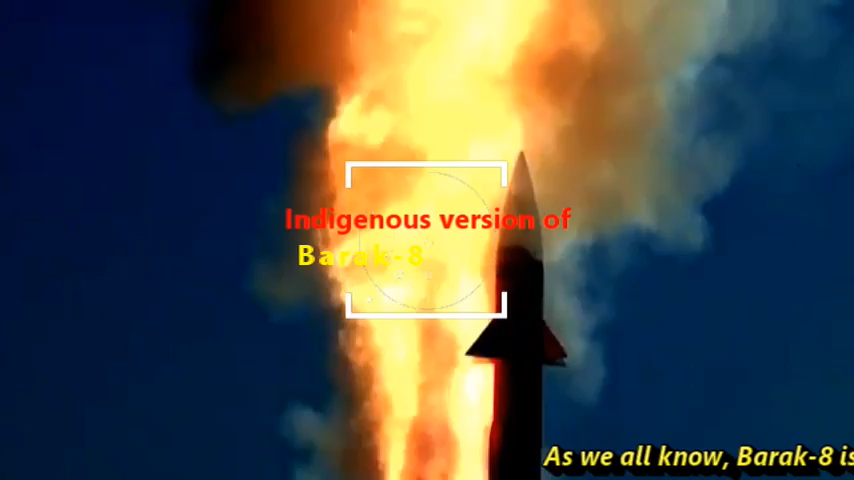 Indigenous version of
Barak-8
As we all know, Barak-8 is